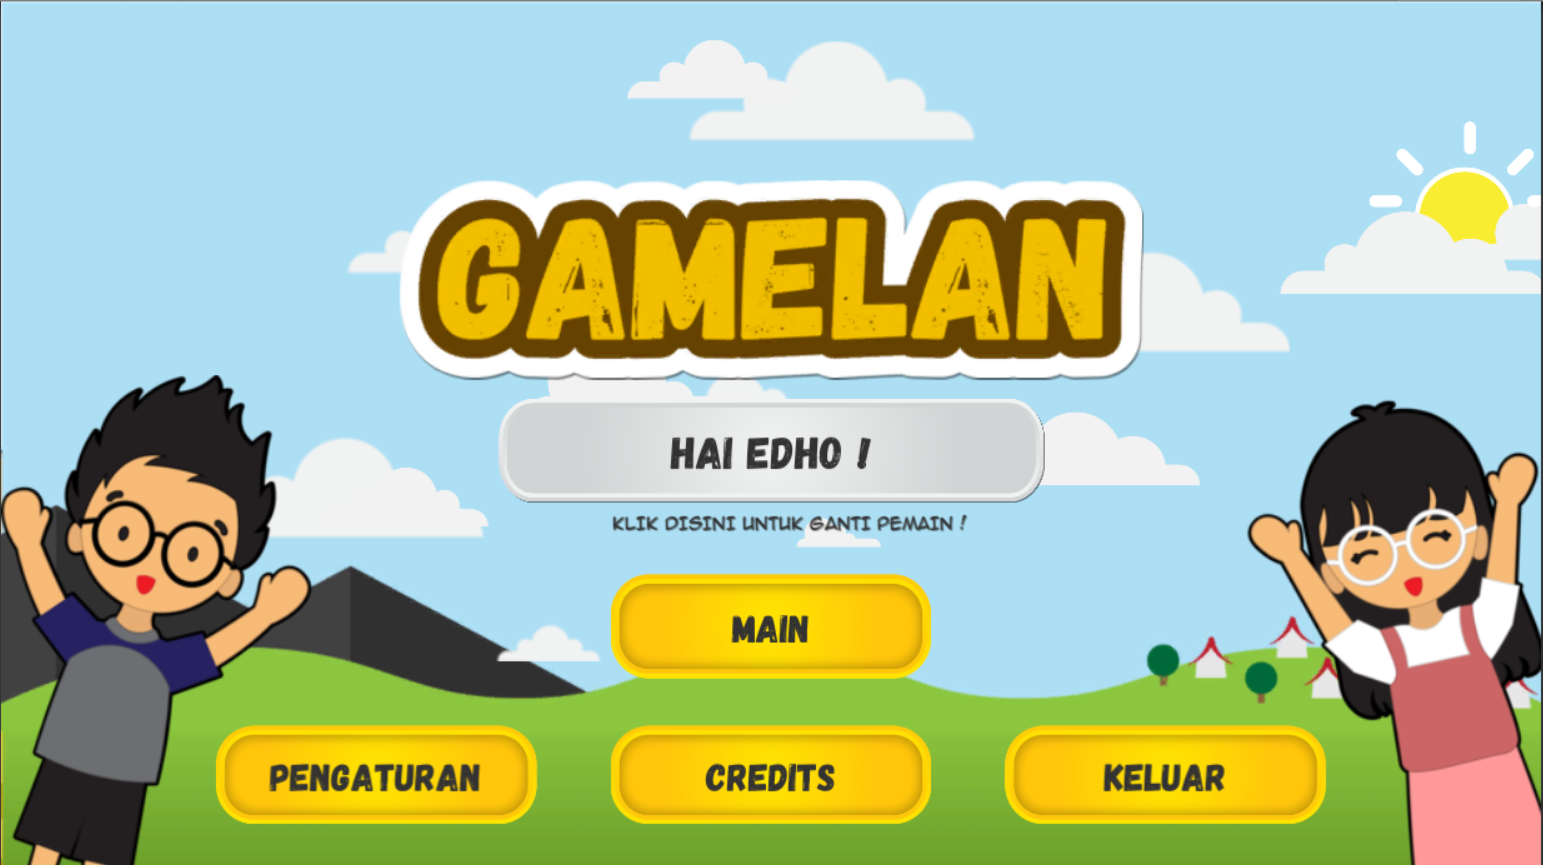 GAMELAN
HAI EDHO !
KLIK DISINI UNTUK GANTI PEMAIN !
MAIN
PENGATURAN
CREDITS
KELUAR